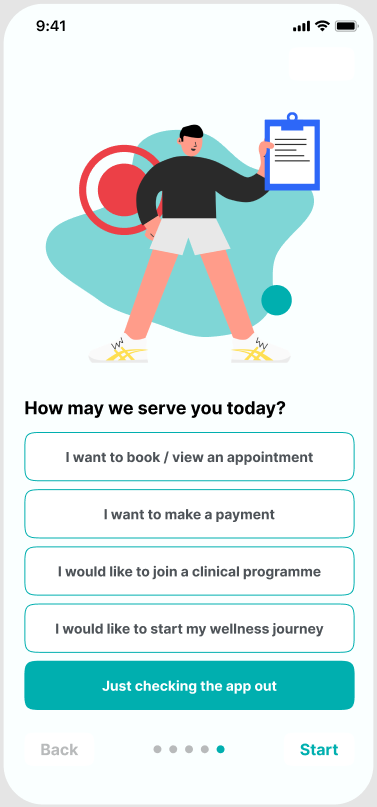 9:41
How may we serve you today?
I want to book / view an appointment
I want to make a payment
I would like to join a clinical programme
I would like to start my wellness journey
Just checking the app out
Back
Start